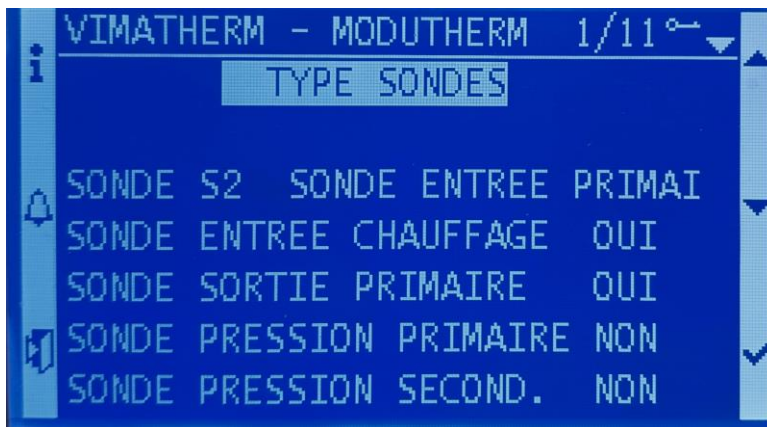 VIMATHERM - MODUTHERM 1/11
TYPE SONDES
SONDE S2 SONDE ENTREE PRIMAI
SONDE ENTREE CHAUFFAGE OUI
SONDE SORTIE PRIMAIRE OUI
SONDE PRESSION PRIMAIRE NON
SONDE PRESSION SECOND. NON